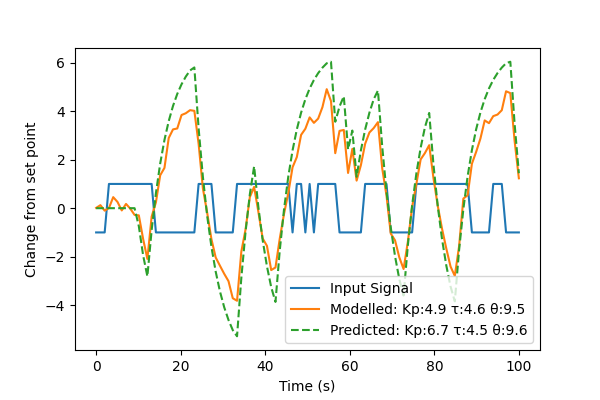 Change from set point
6
4
2
0
−2
−4
Input Signal
Modelled: Kp:4.9 τ:4.6 θ:9.5
Predicted: Kp:6.7 τ:4.5 θ:9.6
0
20
40
60
80
100
Time (s)